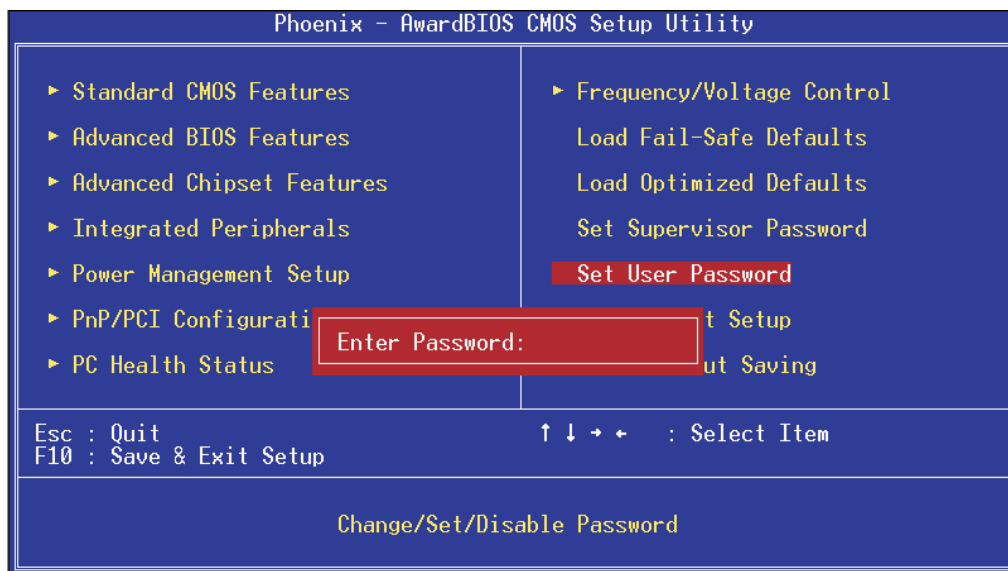 Phoenix - AwardBIOS CMOS Setup Utility
▸ Standard CMOS Features
▸ Advanced BIOS Features
▸ Advanced Chipset Features
▸ Integrated Peripherals
▸ Power Management Setup
▸ PnP/PCI Configurati
▸ PC Health Status
▸ Frequency/Voltage Control
Load Fail-Safe Defaults
Load Optimized Defaults
Set Supervisor Password
Set User Password
t Setup
ut Saving
Enter Password:
Esc : Quit
F10 : Save & Exit Setup
↑ ↓ → ← : Select Item
Change/Set/Disable Password